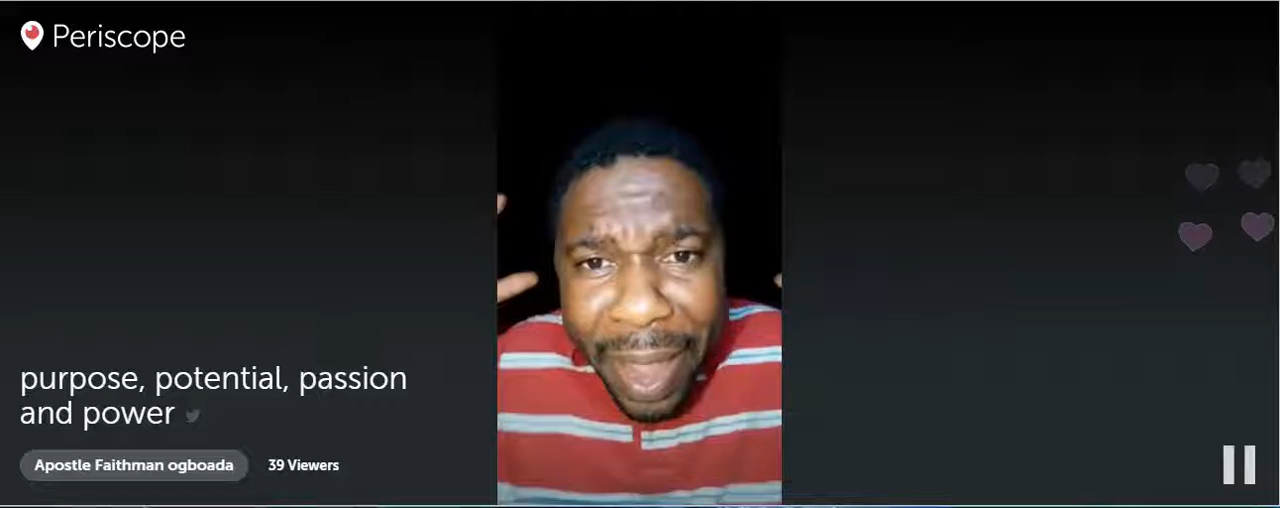 Periscope
purpose, potential, passion
and power
Apostle Faithman ogboada
39 Viewers